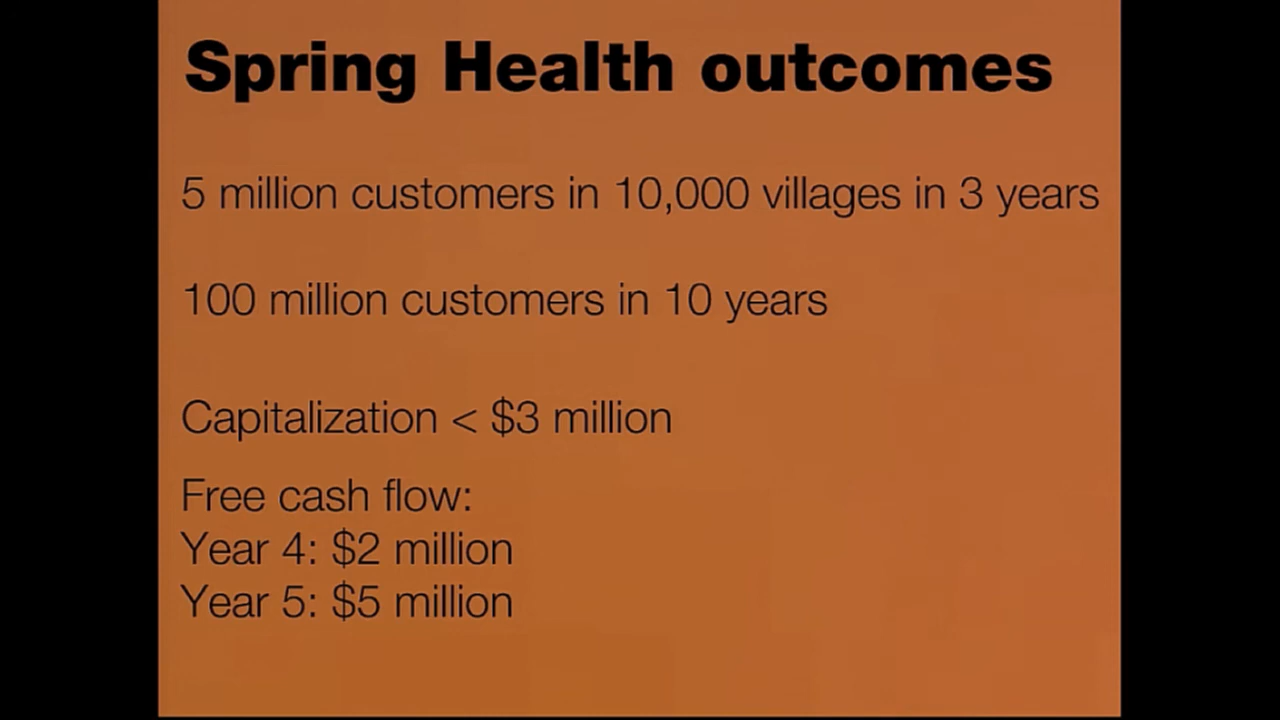 Spring Health outcomes
5 million customers in 10,000 villages in 3 years
100 million customers in 10 years
Capitalization < $3 million
Free cash flow:
Year 4: $2 million
Year 5: $5 million